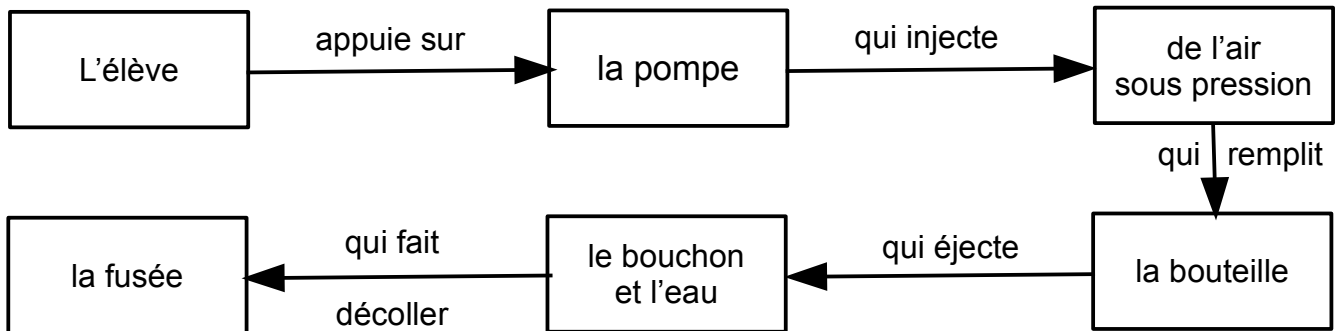 L’élève
appuie sur
la pompe
qui injecte
de l’air
sous pression
qui remplit
la bouteille
qui éjecte
le bouchon
et l’eau
qui fait
décoller
la fusée